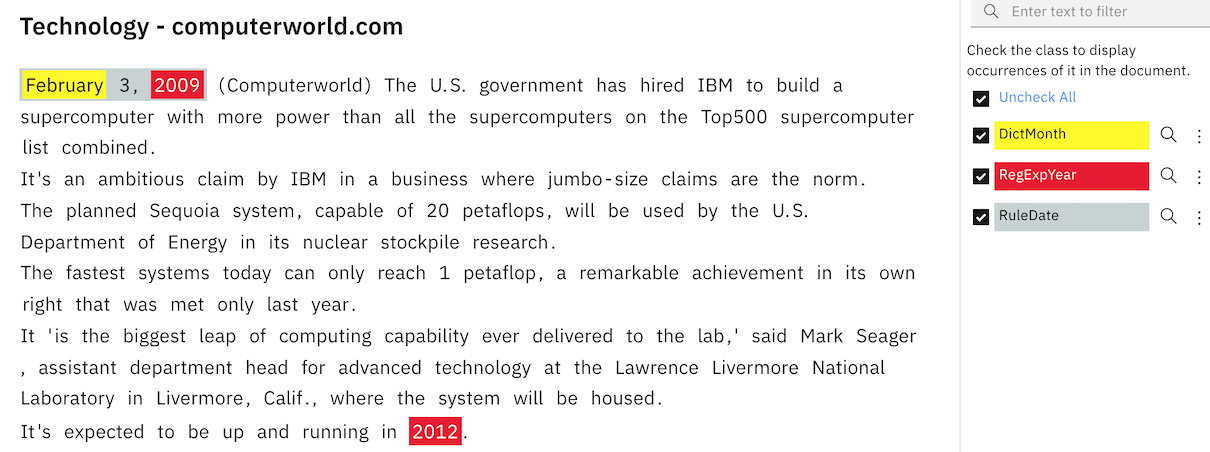 Technology - computerworld.com
February 3, 2009 (Computerworld) The U.S. government has hired IBM to build a
supercomputer with more power than all the supercomputers on the Top500 supercomputer
list combined.
It's an ambitious claim by IBM in a business where jumbo-size claims are the norm.
The planned Sequoia system, capable of 20 petaflops, will be used by the U.S.
Department of Energy in its nuclear stockpile research.
The fastest systems today can only reach 1 petaflop, a remarkable achievement in its own
right that was met only last year.
It 'is the biggest leap of computing capability ever delivered to the lab,' said Mark Seager
, assistant department head for advanced technology at the Lawrence Livermore National
Laboratory in Livermore, Calif., where the system will be housed.
It's expected to be up and running in 2012.
Enter text to filter
Check the class to display
occurrences of it in the document.
Uncheck All
DictMonth
RegExpYear
RuleDate